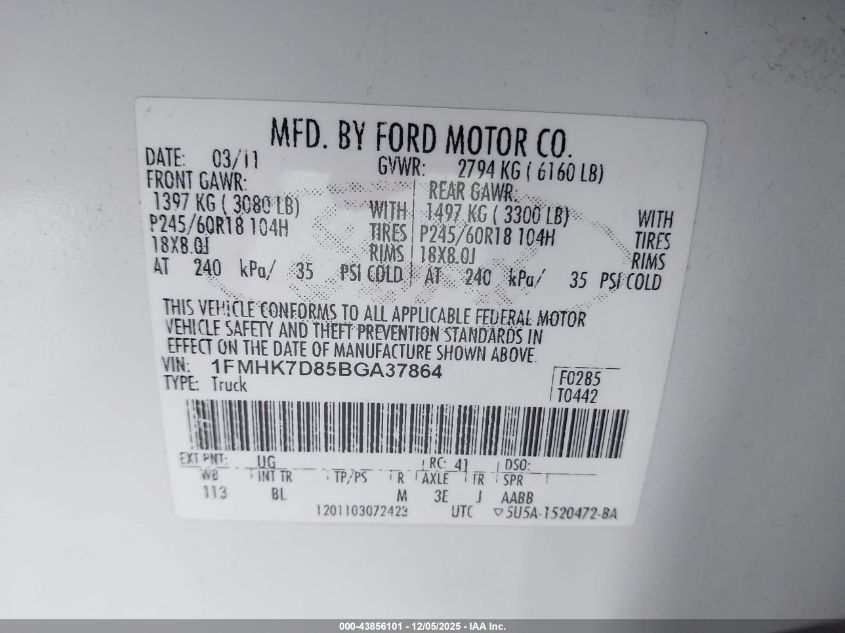 MFD. BY FORD MOTOR CO.
DATE: 03/11 GVWR: 2794 KG ( 6160 LB)
FRONT GAWR: REAR GAWR:
1397 KG ( 3080 LB) WITH 1497 KG ( 3300 LB) WITH
P245/60R18 104H TIRES P245/60R18 104H TIRES
18X8.0J RIMS 18X8.0J RIMS
AT 240 kPa/ 35 PSI COLD AT 240 kPa/ 35 PSI COLD
THIS VEHICLE CONFORMS TO ALL APPLICABLE FEDERAL MOTOR
VEHICLE SAFETY AND THEFT PREVENTION STANDARDS IN
EFFECT ON THE DATE OF MANUFACTURE SHOWN ABOVE.
VIN: 1FMHK7D85BGA37864
TYPE: Truck
F0285
T0442
EXT PNT: UG RC: 41 DSO:
WB INT TR TP/PS R AXLE TR SPR
113 BL M 3E J AABB
1201103072423 UTC ▽5U5A-1520472-BA
000-43856101 - 12/05/2025 - IAA Inc.